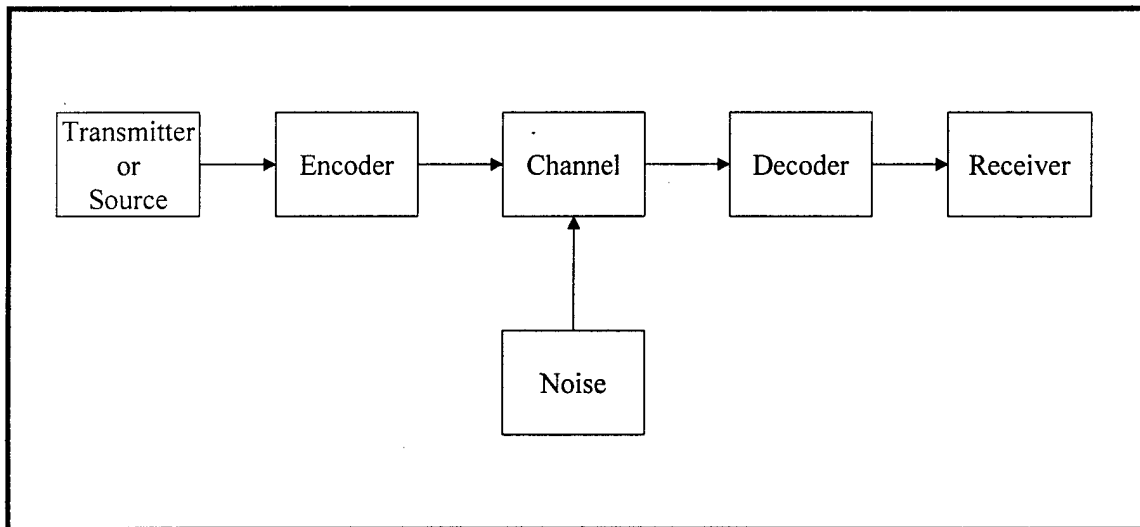 Transmitter
or
Source
Encoder
Channel
Decoder
Receiver
Noise